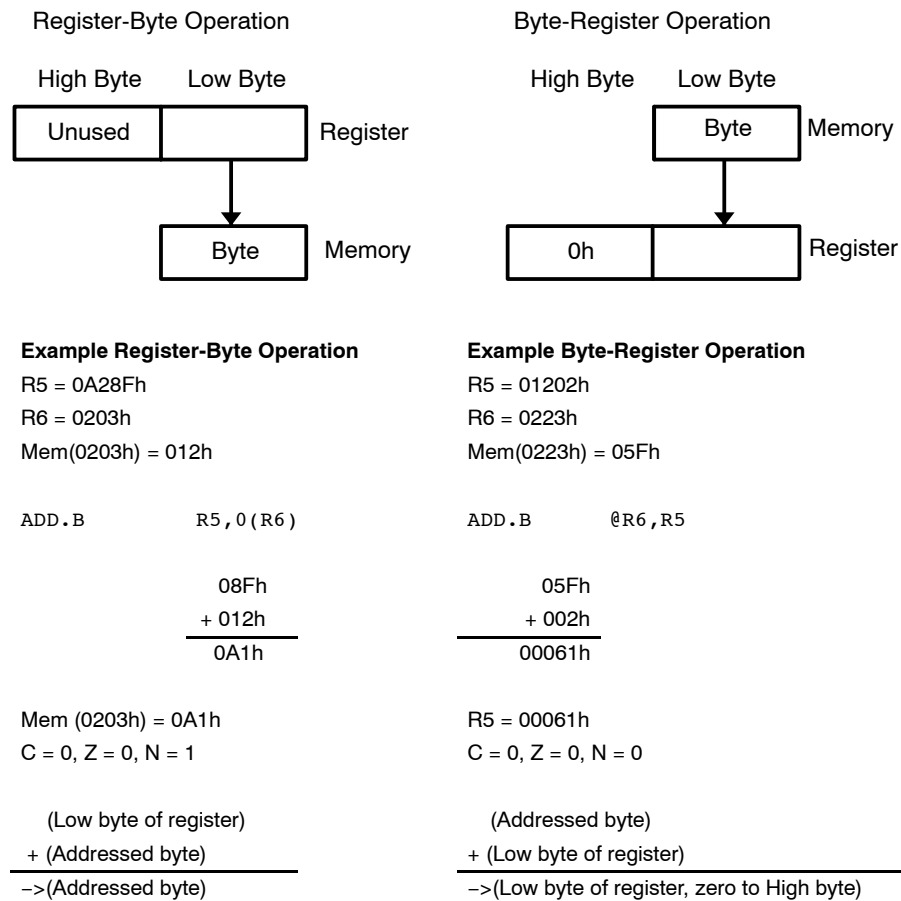 Register-Byte Operation
High Byte Low Byte
Unused
Register
Byte
Memory
Example Register-Byte Operation
R5 = 0A28Fh
R6 = 0203h
Mem(0203h) = 012h
ADD.B R5,0(R6)
08Fh
+ 012h
0A1h
Mem (0203h) = 0A1h
C = 0, Z = 0, N = 1
(Low byte of register)
+ (Addressed byte)
−>(Addressed byte)
Byte-Register Operation
High Byte Low Byte
Byte
Memory
0h
Register
Example Byte-Register Operation
R5 = 01202h
R6 = 0223h
Mem(0223h) = 05Fh
ADD.B @R6,R5
05Fh
+ 002h
00061h
R5 = 00061h
C = 0, Z = 0, N = 0
(Addressed byte)
+ (Low byte of register)
−>(Low byte of register, zero to High byte)